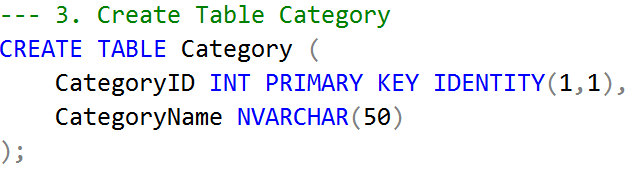 --- 3. Create Table Category
CREATE TABLE Category (
    CategoryID INT PRIMARY KEY IDENTITY(1,1),
    CategoryName NVARCHAR(50)
);